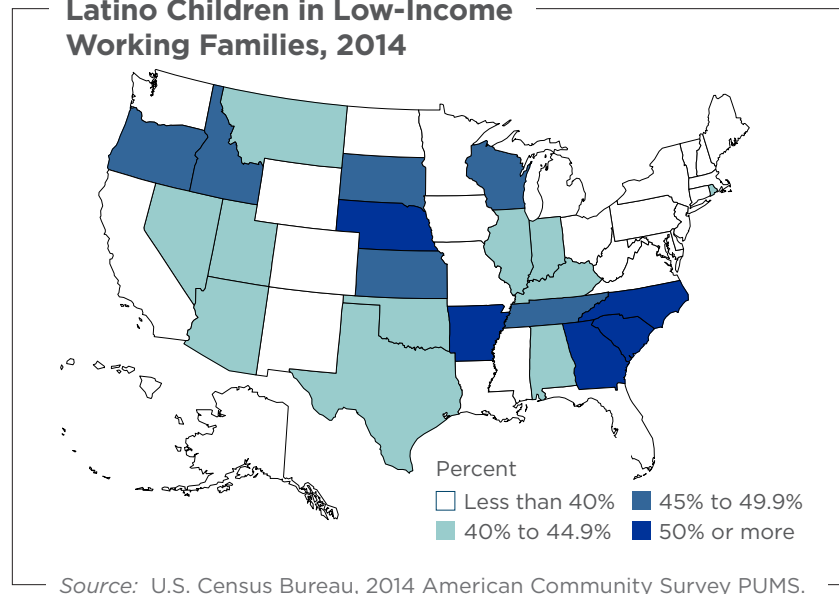 Latino Children in Low-Income
Working Families, 2014
Percent
Less than 40%
45% to 49.9%
40% to 44.9%
50% or more
Source: U.S. Census Bureau, 2014 American Community Survey PUMS.